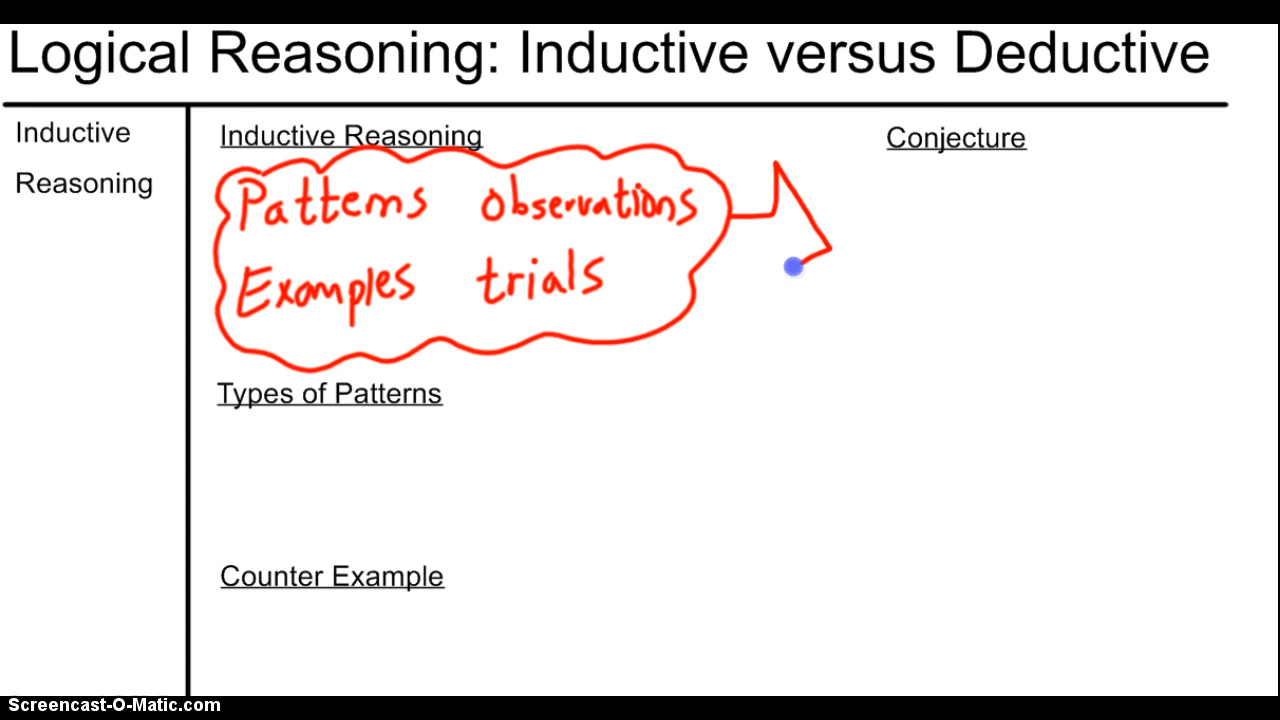 Logical Reasoning: Inductive versus Deductive
Inductive
Reasoning
Inductive Reasoning
Conjecture
Patterns observations
Examples trials
Types of Patterns
Counter Example
Screencast-O-Matic.com